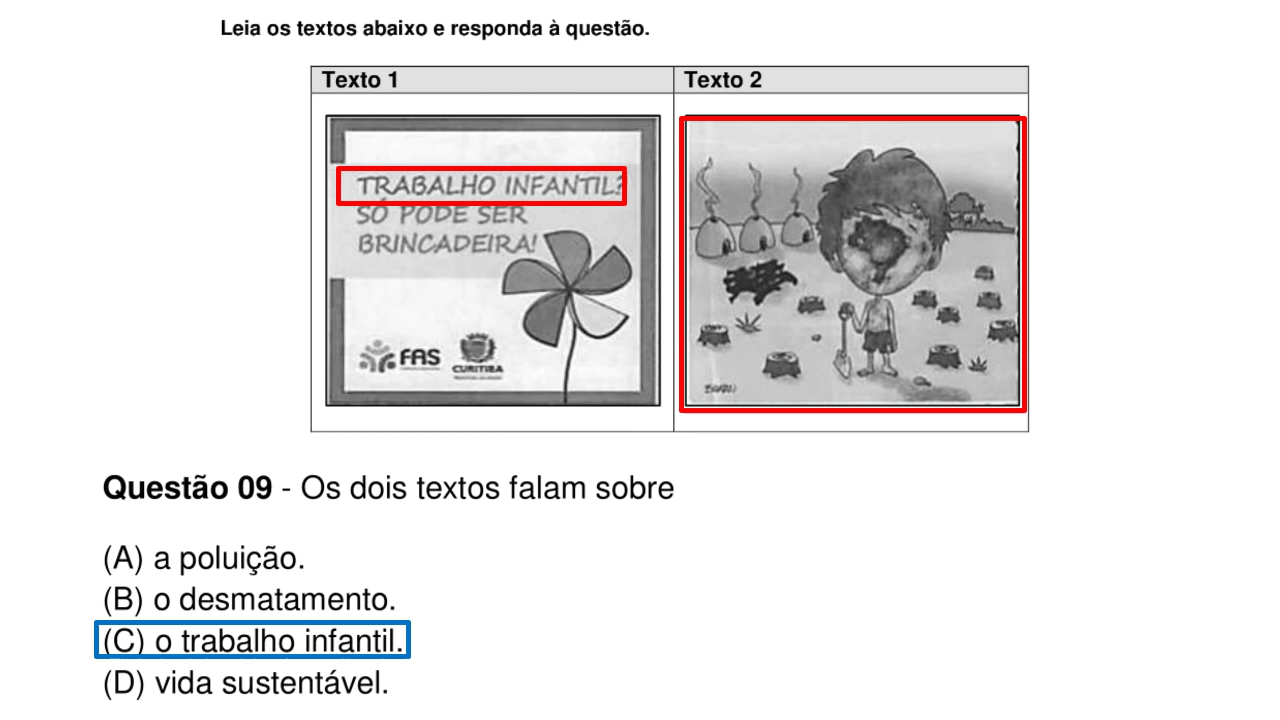 Leia os textos abaixo e responda à questão.
Texto 1
Texto 2
TRABALHO INFANTIL?
SÓ PODE SER
BRINCADEIRA!
FAS
CURITIBA
Questão 09 - Os dois textos falam sobre
(A) a poluição.
(B) o desmatamento.
(C) o trabalho infantil.
(D) vida sustentável.